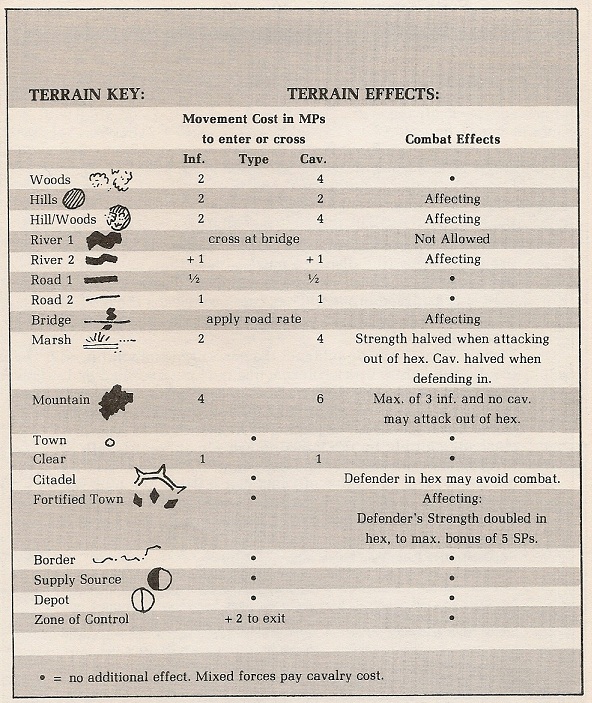 TERRAIN KEY: TERRAIN EFFECTS:
Movement Cost in MPs
to enter or cross Combat Effects
Inf. Type Cav.
Woods 2 4 •
Hills 2 2 Affecting
Hill/Woods 2 4 Affecting
River 1 cross at bridge Not Allowed
River 2 + 1 + 1 Affecting
Road 1 ½ ½ •
Road 2 1 1 •
Bridge apply road rate Affecting
Marsh 2 4 Strength halved when attacking
out of hex. Cav. halved when
defending in.
Mountain 4 6 Max. of 3 inf. and no cav.
may attack out of hex.
Town • •
Clear 1 1 •
Citadel • Defender in hex may avoid combat.
Fortified Town • Affecting:
Defender's Strength doubled in
hex, to max. bonus of 5 SPs.
Border • •
Supply Source • •
Depot • •
Zone of Control + 2 to exit •
• = no additional effect. Mixed forces pay cavalry cost.